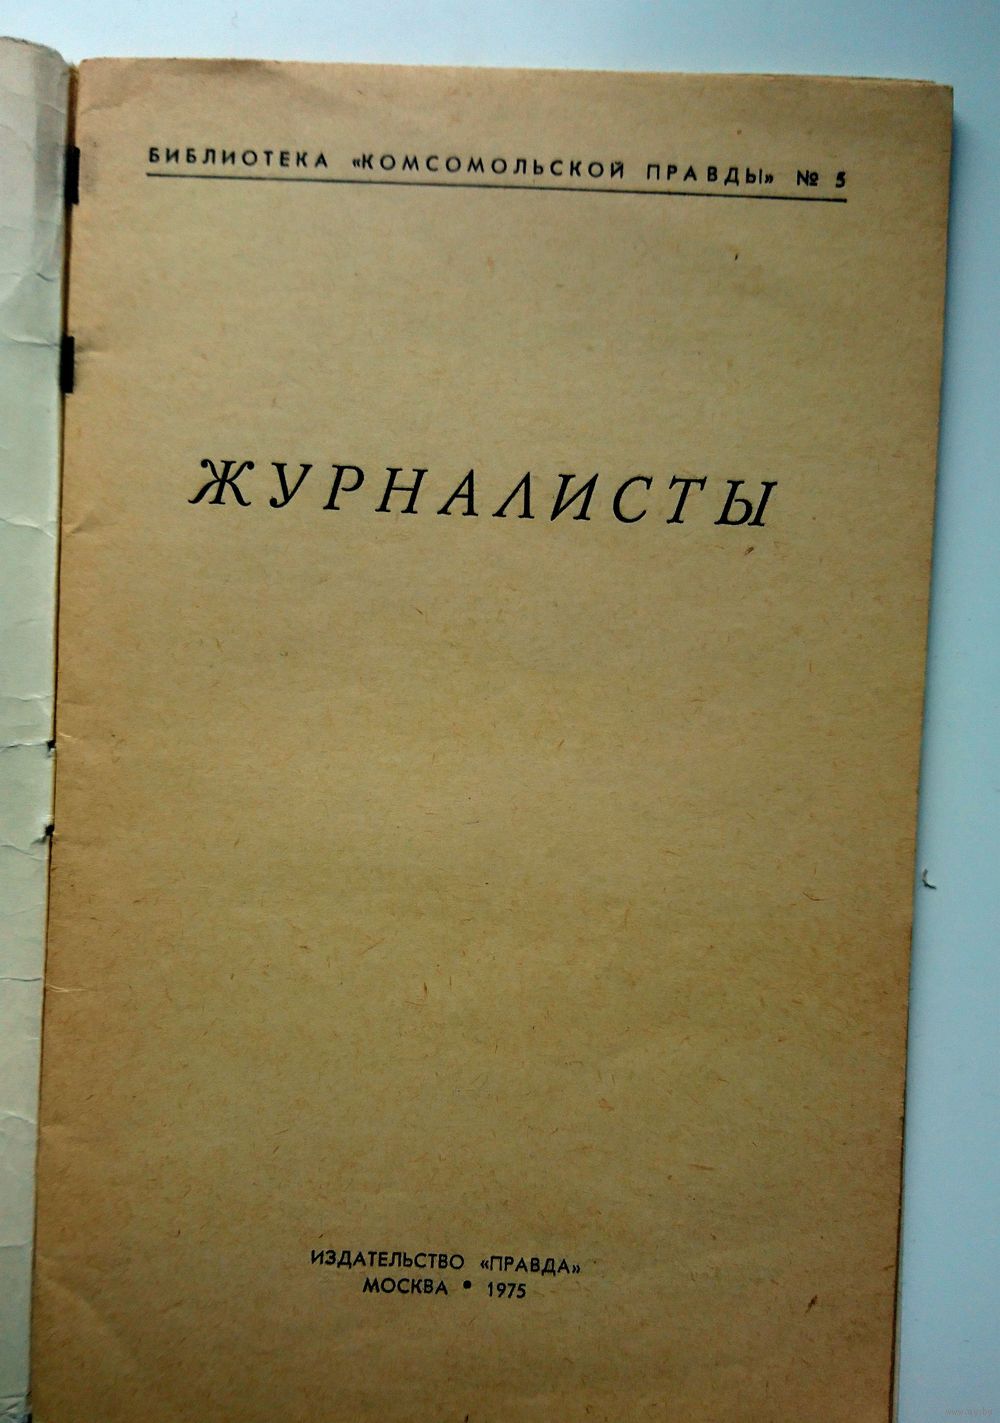 БИБЛИОТЕКА «КОМСОМОЛЬСКОЙ ПРАВДЫ» № 5
ЖУРНАЛИСТЫ
ИЗДАТЕЛЬСТВО «ПРАВДА»
МОСКВА • 1975